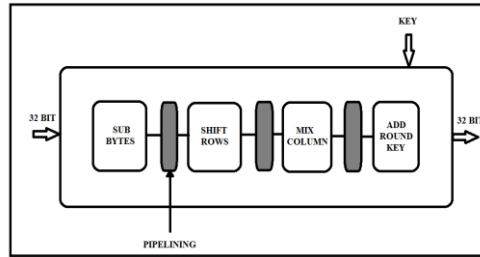 KEY
32 BIT
32 BIT
SUB
BYTES
SHIFT
ROWS
MIX
COLUMN
ADD
ROUND
KEY
PIPELINING